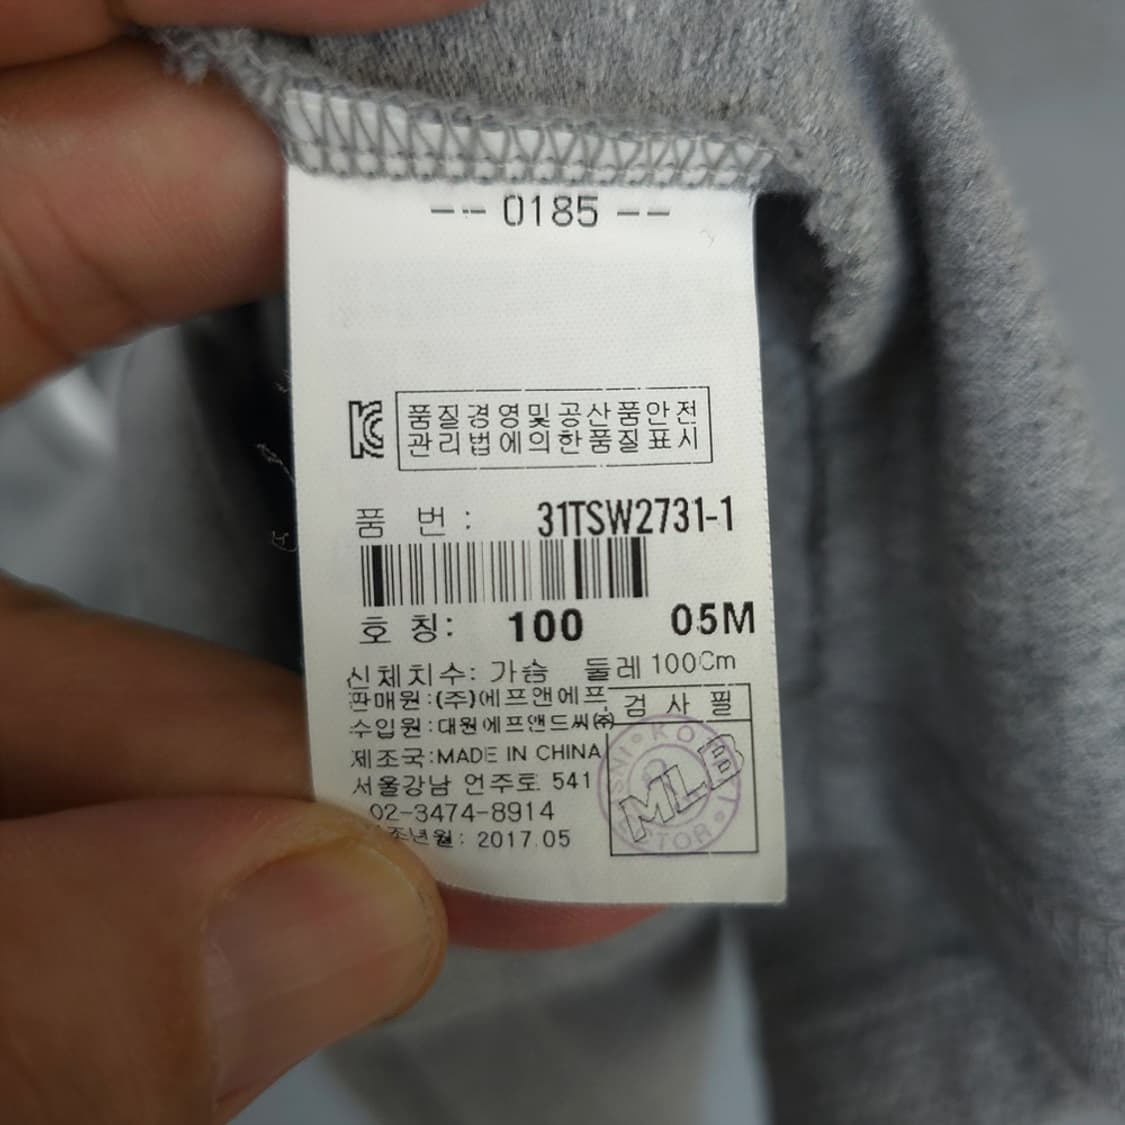 -- 0185 --
품질경영및공산품안전
관리법에의한품질표시
품 번 : 31TSW2731-1
호 칭: 100 05M
신체치수: 가슴 둘레 100Cm
판매원:(주)에프앤에프
수입원:대원에프앤드씨㈜
검 사 필
제조국:MADE IN CHINA
서울강남 언주로 541
02-3474-8914
조년월: 2017.05
MLB